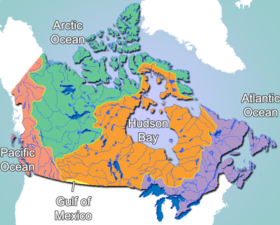 Arctic
Ocean
Hudson
Bay
Atlantic
Ocean
Pacific
Ocean
Gulf of
Mexico